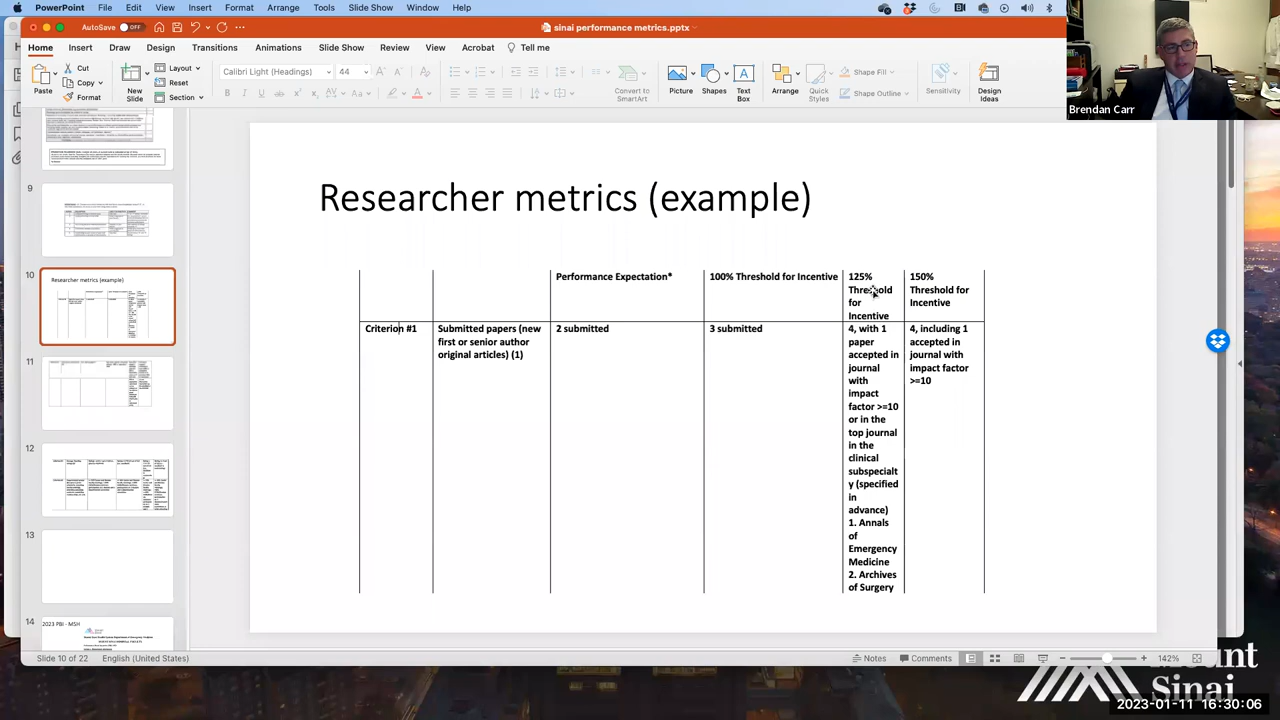 PowerPoint File Edit View Insert Format Arrange Tools Slide Show Window Help
AutoSave OFF sinai performance metrics.pptx
Home Insert Draw Design Transitions Animations Slide Show Review View Acrobat Tell me
Paste Cut Copy Format New Slide Layout Reset Section
Calibri Light (Headings) 44
Convert to SmartArt
Picture Shapes Text Box Arrange Quick Styles Shape Fill Shape Outline Sensitivity Design Ideas
Brendan Carr
9
10
Researcher metrics (example)
11
12
13
14
2023 PBI - MSH
Researcher metrics (example)
Performance Expectation*
100% Threshold for Incentive
125%
Threshold
for
Incentive
150%
Threshold for
Incentive
Criterion #1
Submitted papers (new
first or senior author
original articles) (1)
2 submitted
3 submitted
4, with 1
paper
accepted in
journal
with
impact
factor >=10
or in the
top journal
in the
clinical
subspecialt
y (specified
in
advance)
1. Annals
of
Emergency
Medicine
2. Archives
of Surgery
4, including 1
accepted in
journal with
impact factor
>=10
Slide 10 of 22 English (United States)
Notes Comments 142%
Mount
Sinai
2023-01-11 16:30:06